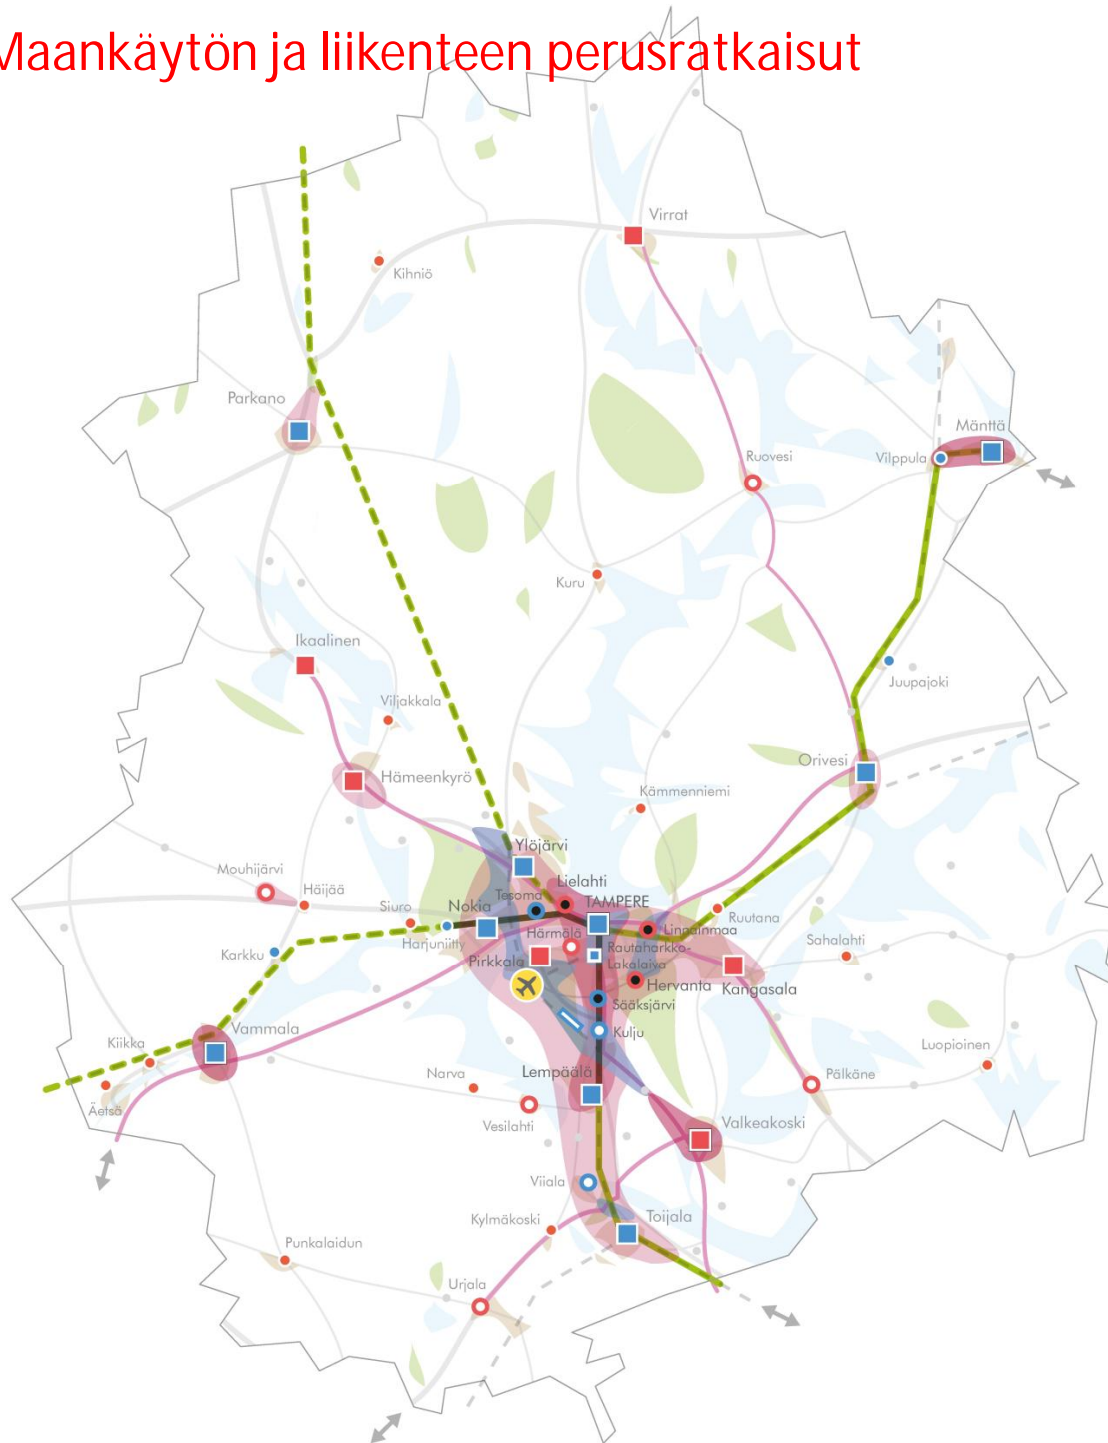 Maankäytön ja liikenteen perusratkaisut
Virrat
Kihniö
Parkano
Mänttä
Vilppula
Ruovesi
Kuru
Ikaalinen
Juupajoki
Viljakkala
Orivesi
Hämeenkyrö
Kämmenniemi
Ylöjärvi
Mouhijärvi
Lielahti
Häijää
Tesoma
TAMPERE
Siuro
Nokia
Ruutana
Linnainmaa
Härmälä
Harjuniitty
Rautaharkko-
Sahalahti
Karkku
Pirkkala
Lakalaiva
Hervanta
Kangasala
Sääksjärvi
Vammala
Kulju
Kiikka
Luopioinen
Narva
Lempäälä
Pälkäne
Äetsä
Vesilahti
Valkeakoski
Viiala
Kylmäkoski
Toijala
Punkalaidun
Urjala